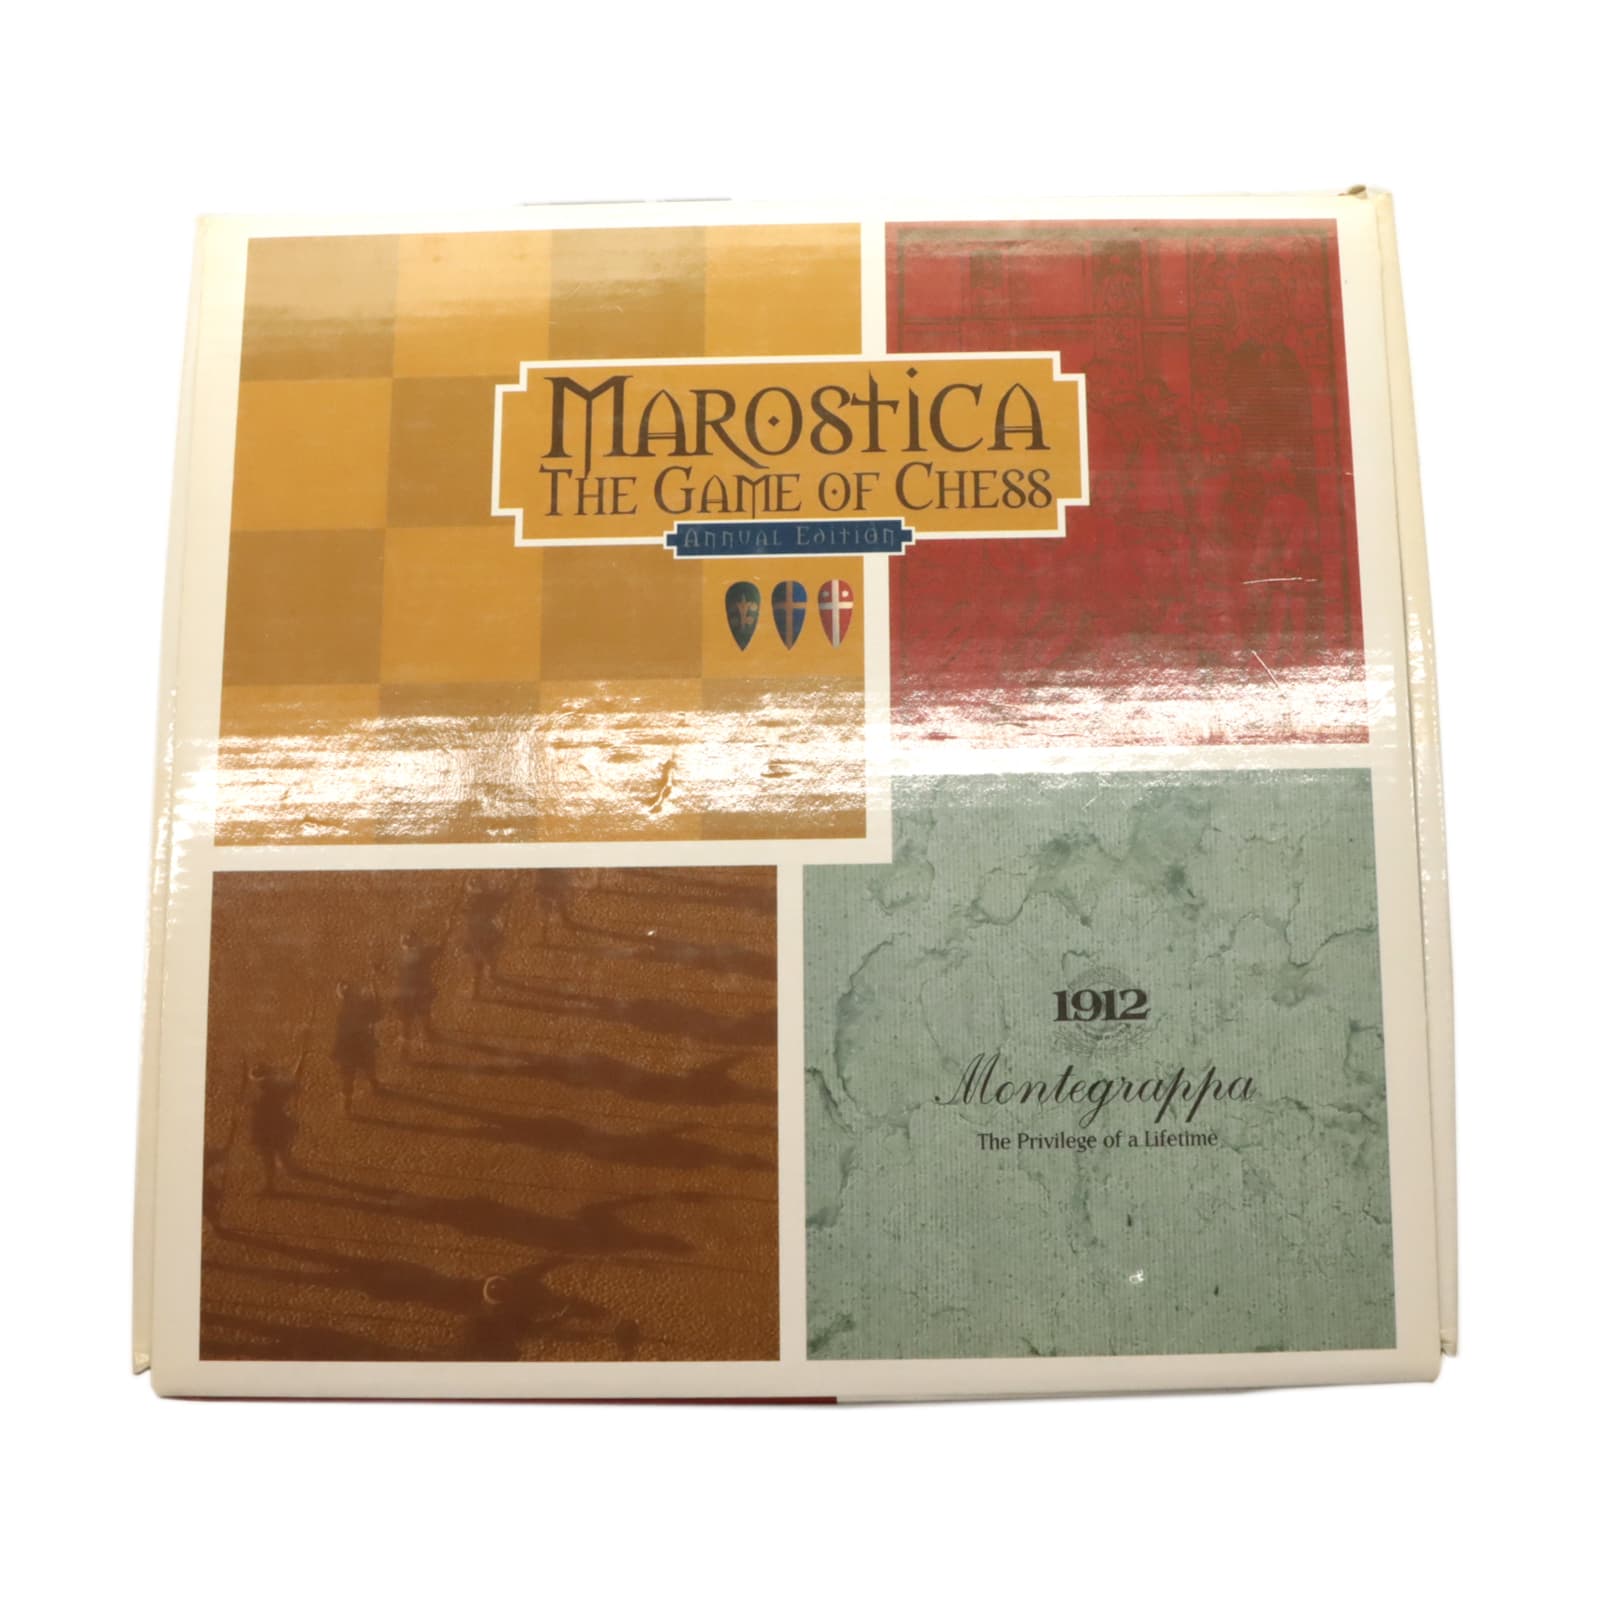 MAROSTICA
THE GAME OF CHESS
ANNUAL EDITION
1912
Montegrappa
The Privilege of a Lifetime